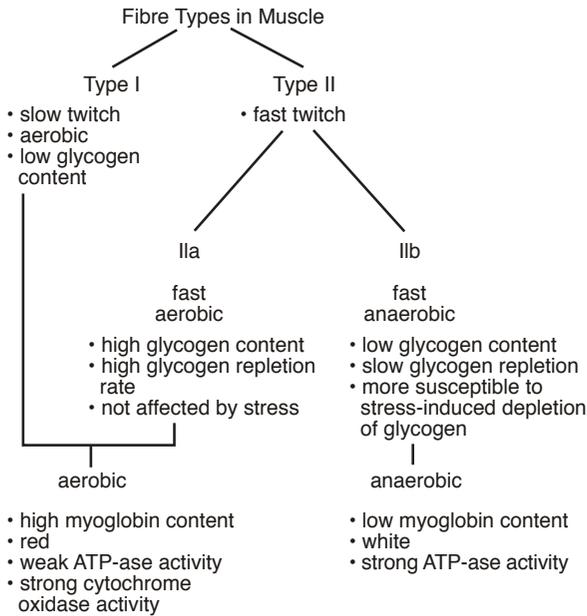 Fibre Types in Muscle
Type I
• slow twitch
• aerobic
• low glycogen
content
Type II
• fast twitch
IIa
fast
aerobic
• high glycogen content
• high glycogen repletion
rate
• not affected by stress
IIb
fast
anaerobic
• low glycogen content
• slow glycogen repletion
• more susceptible to
stress-induced depletion
of glycogen
aerobic
• high myoglobin content
• red
• weak ATP-ase activity
• strong cytochrome
oxidase activity
anaerobic
• low myoglobin content
• white
• strong ATP-ase activity